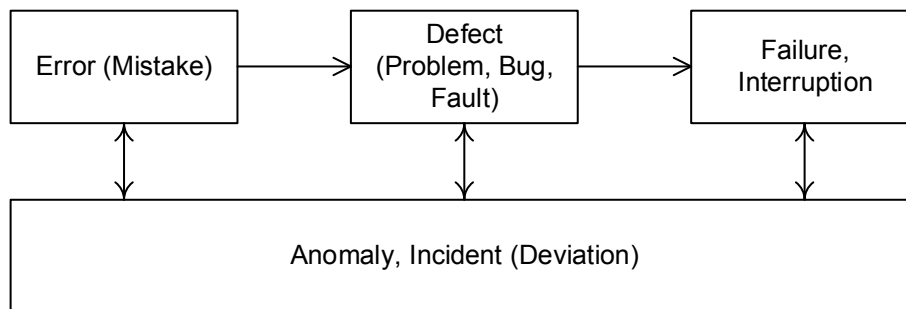 Error (Mistake)
Defect
(Problem, Bug,
Fault)
Failure,
Interruption
Anomaly, Incident (Deviation)